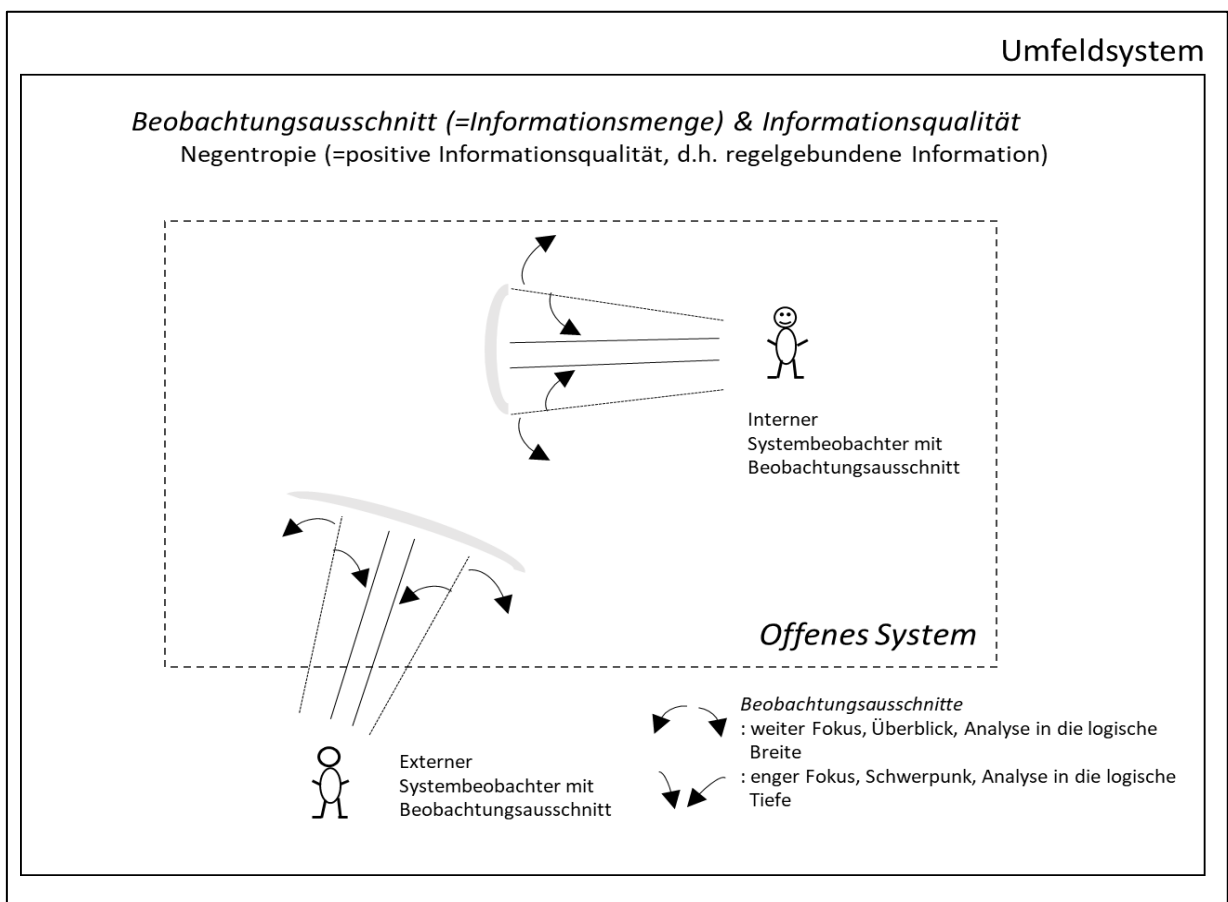 Umfeldsystem
Beobachtungsausschnitt (=Informationsmenge) & Informationsqualität
Negentropie (=positive Informationsqualität, d.h. regelgebundene Information)
Interner
Systembeobachter mit
Beobachtungsausschnitt
Offenes System
Externer
Systembeobachter mit
Beobachtungsausschnitt
Beobachtungsausschnitte
: weiter Fokus, Überblick, Analyse in die logische
Breite
: enger Fokus, Schwerpunk, Analyse in die logische
Tiefe